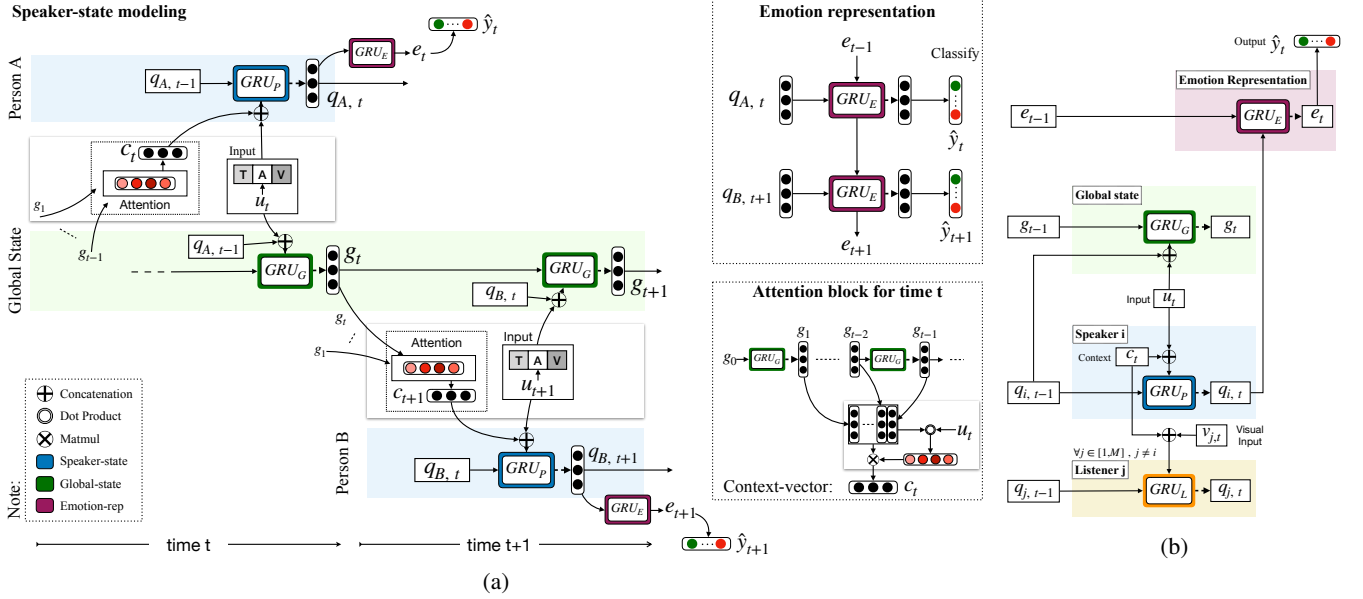 Speaker-state modeling
Person A
q_{A, t-1}
GRU_P
q_{A, t}
GRU_E
e_t
ŷ_t
c_t
Attention
g_1
g_{t-1}
Input
T A V
u_t
Global State
q_{A, t-1}
GRU_G
g_t
q_{B, t}
GRU_G
g_{t+1}
g_t
g_1
Attention
c_{t+1}
Input
T A V
u_{t+1}
Person B
q_{B, t}
GRU_P
q_{B, t+1}
GRU_E
e_{t+1}
ŷ_{t+1}
Note:
Concatenation
Dot Product
Matmul
Speaker-state
Global-state
Emotion-rep
time t
time t+1
(a)
Emotion representation
e_{t-1}
Classify
q_{A, t}
GRU_E
ŷ_t
q_{B, t+1}
GRU_E
ŷ_{t+1}
e_{t+1}
Attention block for time t
g_1
g_{t-2}
g_{t-1}
g_0
GRU_G
GRU_G
u_t
Context-vector:
c_t
Output ŷ_t
Emotion Representation
e_{t-1}
GRU_E
e_t
Global state
g_{t-1}
GRU_G
g_t
Input u_t
Speaker i
Context c_t
q_{i, t-1}
GRU_P
q_{i, t}
v_{j,t}
Visual
Input
∀j ∈ [1,M] , j ≠ i
Listener j
q_{j, t-1}
GRU_L
q_{j, t}
(b)